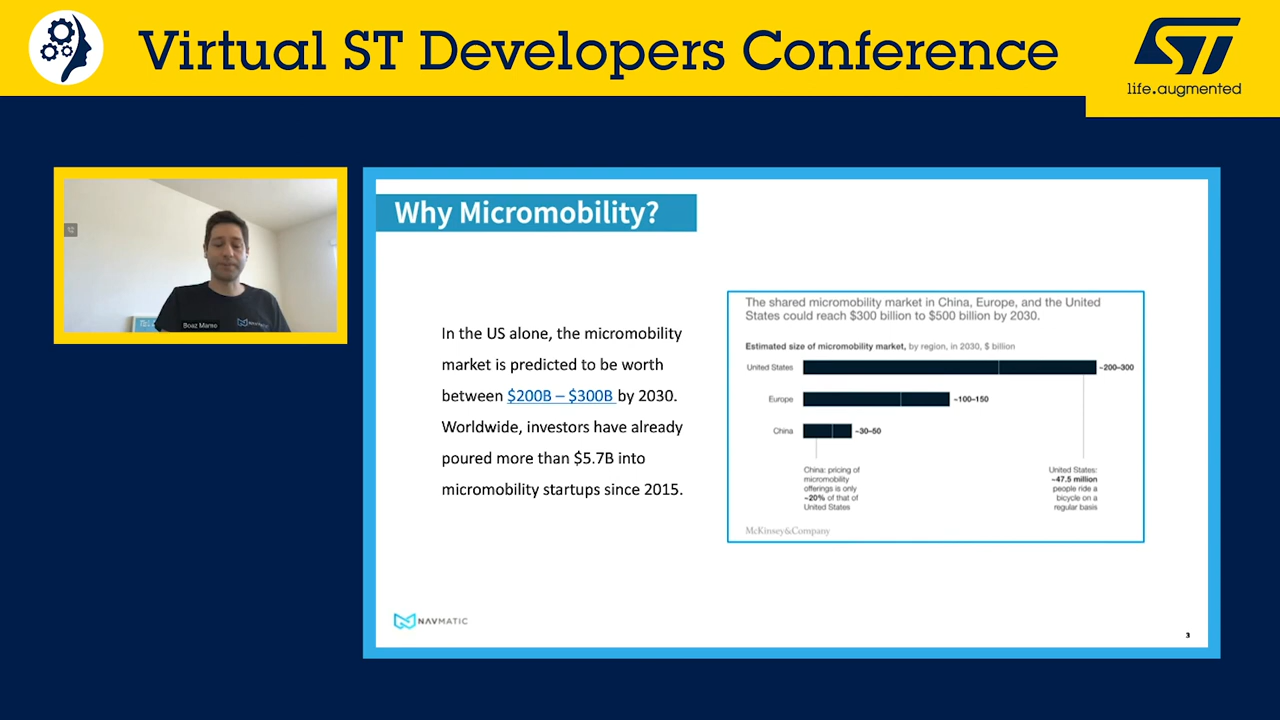 Virtual ST Developers Conference
ST
life.augmented
Boaz Mamo
Why Micromobility?
In the US alone, the micromobility
market is predicted to be worth
between $200B – $300B by 2030.
Worldwide, investors have already
poured more than $5.7B into
micromobility startups since 2015.
The shared micromobility market in China, Europe, and the United
States could reach $300 billion to $500 billion by 2030.
Estimated size of micromobility market, by region, in 2030, $ billion
United States
~200–300
Europe
~100–150
China
~30–50
China: pricing of
micromobility
offerings is only
~20% of that of
United States
United States:
~47.5 million
people ride a
bicycle on a
regular basis
McKinsey&Company
NAVMATIC
3